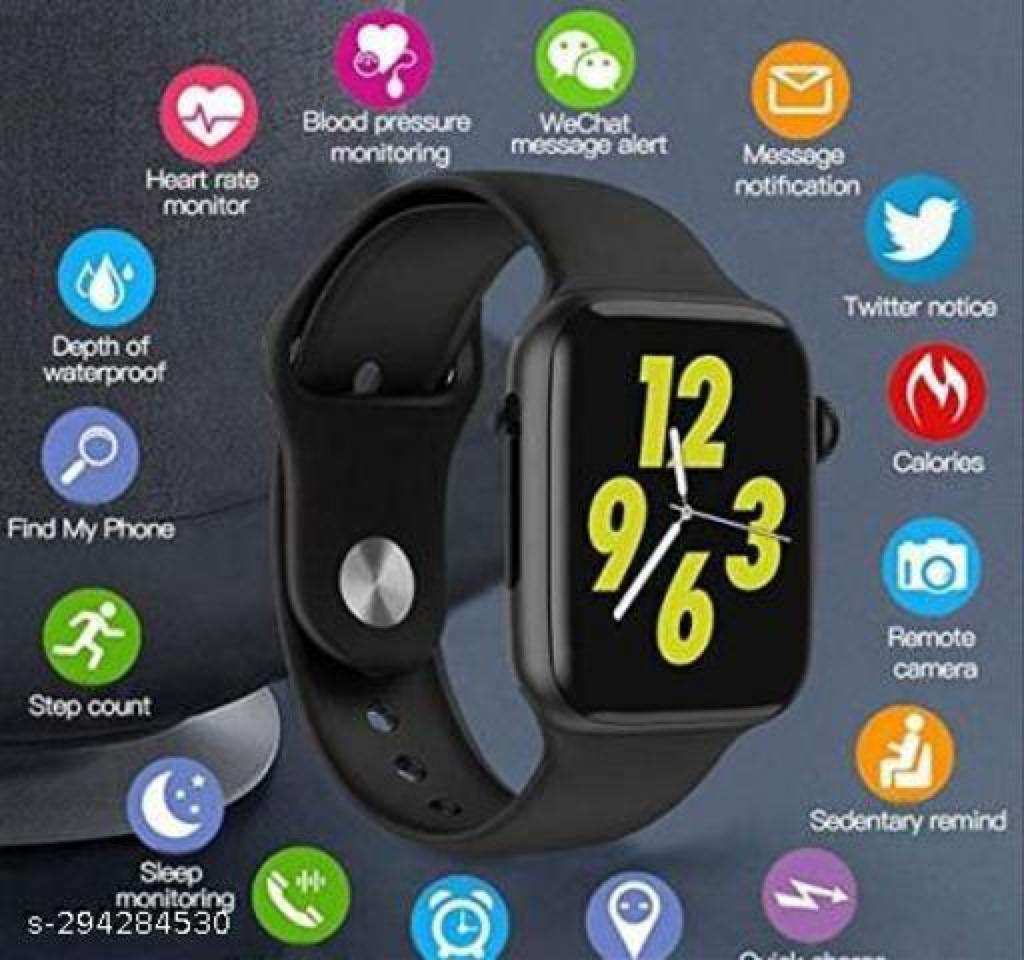 Blood pressure
monitoring
WeChat
message alert
Message
notification
Heart rate
monitor
Twitter notice
Depth of
waterproof
Calories
Find My Phone
Remote
camera
Step count
Sedentary remind
Sleep
monitoring
s-294284530
12
9
3
6